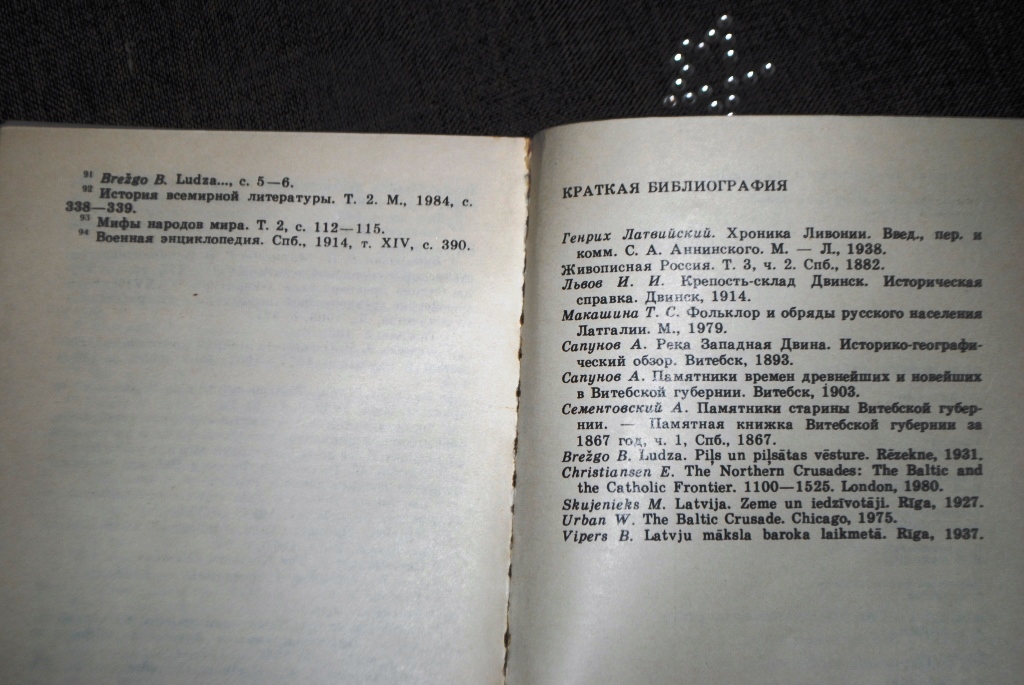 91 Brežgo B. Ludza..., с. 5—6.
92 История всемирной литературы. Т. 2. М., 1984, с.
338—339.
93 Мифы народов мира. Т. 2, с. 112—115.
94 Военная энциклопедия. Спб., 1914, т. XIV, с. 390.
КРАТКАЯ БИБЛИОГРАФИЯ
Генрих Латвийский. Хроника Ливонии. Введ., пер. и
комм. С. А. Аннинского. М. — Л., 1938.
Живописная Россия. Т. 3, ч. 2. Спб., 1882.
Львов И. И. Крепость-склад Двинск. Историческая
справка. Двинск, 1914.
Макашина Т. С. Фольклор и обряды русского населения
Латгалии. М., 1979.
Сапунов А. Река Западная Двина. Историко-географи-
ческий обзор. Витебск, 1893.
Сапунов А. Памятники времен древнейших и новейших
в Витебской губернии. Витебск, 1903.
Сементовский А. Памятники старины Витебской губер-
нии. — Памятная книжка Витебской губернии за
1867 год, ч. 1, Спб., 1867.
Brežgo B. Ludza. Piļs un piļsātas vēsture. Rēzekne, 1931.
Christiansen E. The Northern Crusades: The Baltic and
the Catholic Frontier. 1100—1525. London, 1980.
Skujenieks M. Latvija. Zeme un iedzīvotāji. Rīga, 1927.
Urban W. The Baltic Crusade. Chicago, 1975.
Vipers B. Latvju māksla baroka laikmetā. Rīga, 1937.